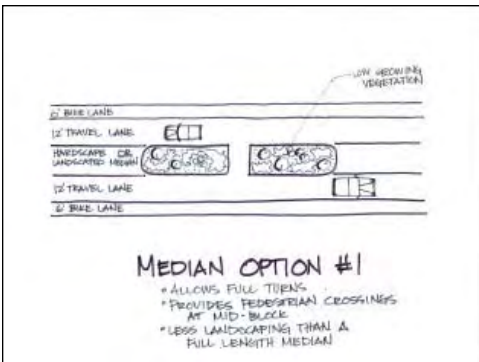 LOW GROWING
VEGETATION
6' BIKE LANE
12' TRAVEL LANE
HARDSCAPE OR
LANDSCAPED MEDIAN
12' TRAVEL LANE
6' BIKE LANE
MEDIAN OPTION #1
• ALLOWS FULL TURNS
• PROVIDES PEDESTRIAN CROSSINGS
AT MID-BLOCK
• LESS LANDSCAPING THAN A
FULL LENGTH MEDIAN